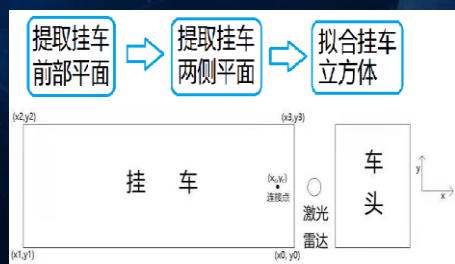 提取挂车
前部平面
提取挂车
两侧平面
拟合挂车
立方体
(x2,y2)
(x3,y3)
挂 车
(x_c,y_c)
连接点
激光
雷达
车
头
y
x
(x1,y1)
(x0, y0)